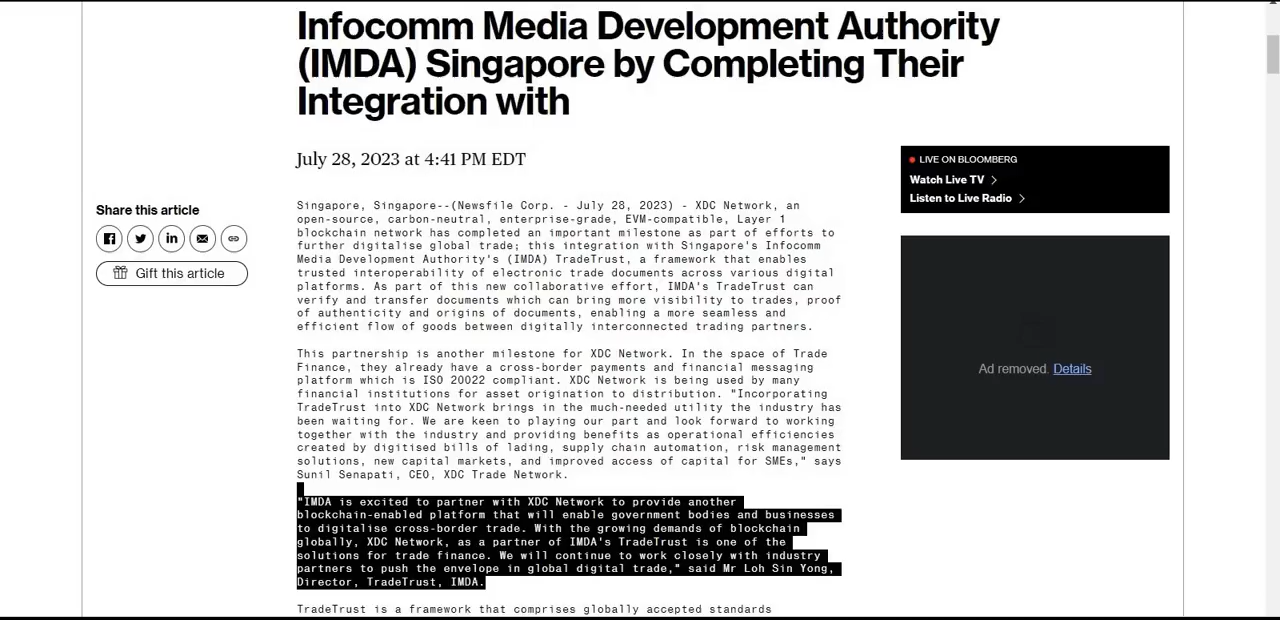 Infocomm Media Development Authority
(IMDA) Singapore by Completing Their
Integration with
July 28, 2023 at 4:41 PM EDT
LIVE ON BLOOMBERG
Watch Live TV
Listen to Live Radio
Share this article
Gift this article
Singapore, Singapore--(Newsfile Corp. - July 28, 2023) - XDC Network, an
open-source, carbon-neutral, enterprise-grade, EVM-compatible, Layer 1
blockchain network has completed an important milestone as part of efforts to
further digitalise global trade; this integration with Singapore's Infocomm
Media Development Authority's (IMDA) TradeTrust, a framework that enables
trusted interoperability of electronic trade documents across various digital
platforms. As part of this new collaborative effort, IMDA's TradeTrust can
verify and transfer documents which can bring more visibility to trades, proof
of authenticity and origins of documents, enabling a more seamless and
efficient flow of goods between digitally interconnected trading partners.
Ad removed. Details
This partnership is another milestone for XDC Network. In the space of Trade
Finance, they already have a cross-border payments and financial messaging
platform which is ISO 20022 compliant. XDC Network is being used by many
financial institutions for asset origination to distribution. "Incorporating
TradeTrust into XDC Network brings in the much-needed utility the industry has
been waiting for. We are keen to playing our part and look forward to working
together with the industry and providing benefits as operational efficiencies
created by digitised bills of lading, supply chain automation, risk management
solutions, new capital markets, and improved access of capital for SMEs," says
Sunil Senapati, CEO, XDC Trade Network.
"IMDA is excited to partner with XDC Network to provide another
blockchain-enabled platform that will enable government bodies and businesses
to digitalise cross-border trade. With the growing demands of blockchain
globally, XDC Network, as a partner of IMDA's TradeTrust is one of the
solutions for trade finance. We will continue to work closely with industry
partners to push the envelope in global digital trade," said Mr Loh Sin Yong,
Director, TradeTrust, IMDA.
TradeTrust is a framework that comprises globally accepted standards